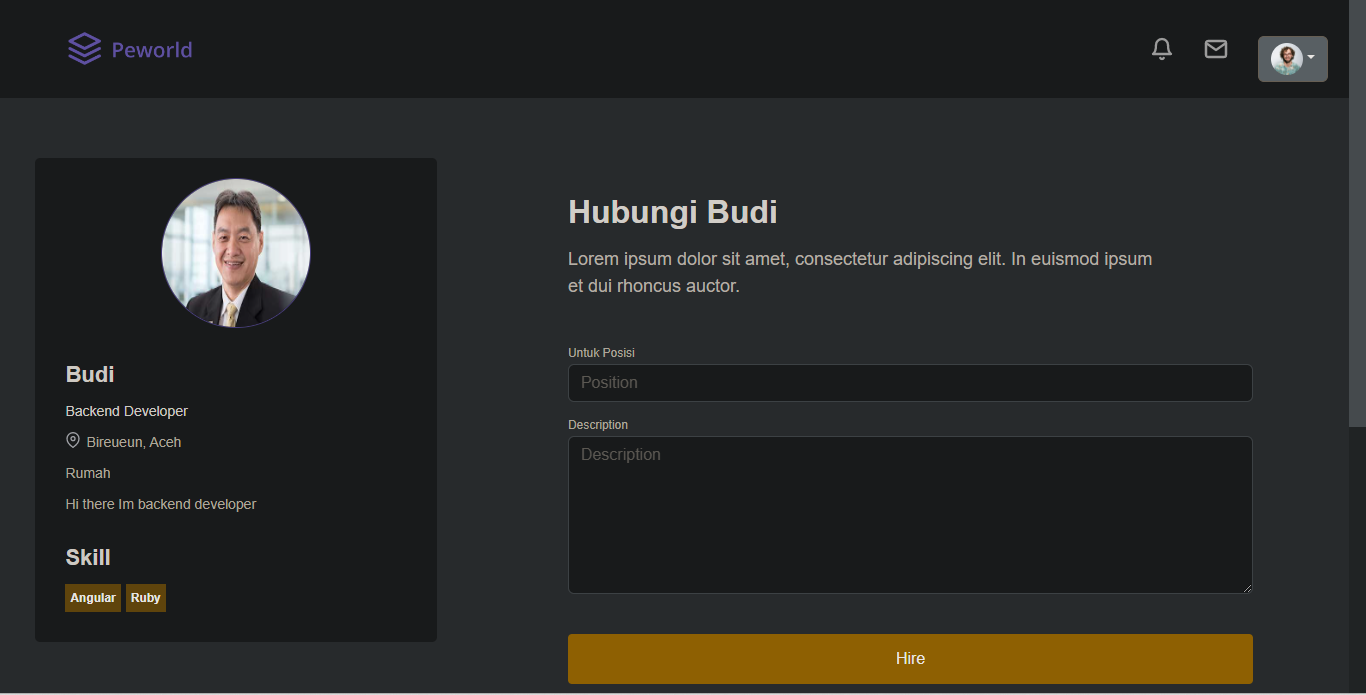 Peworld
Budi
Backend Developer
Bireueun, Aceh
Rumah
Hi there Im backend developer
Skill
Angular Ruby
Hubungi Budi
Lorem ipsum dolor sit amet, consectetur adipiscing elit. In euismod ipsum
et dui rhoncus auctor.
Untuk Posisi
Position
Description
Description
Hire